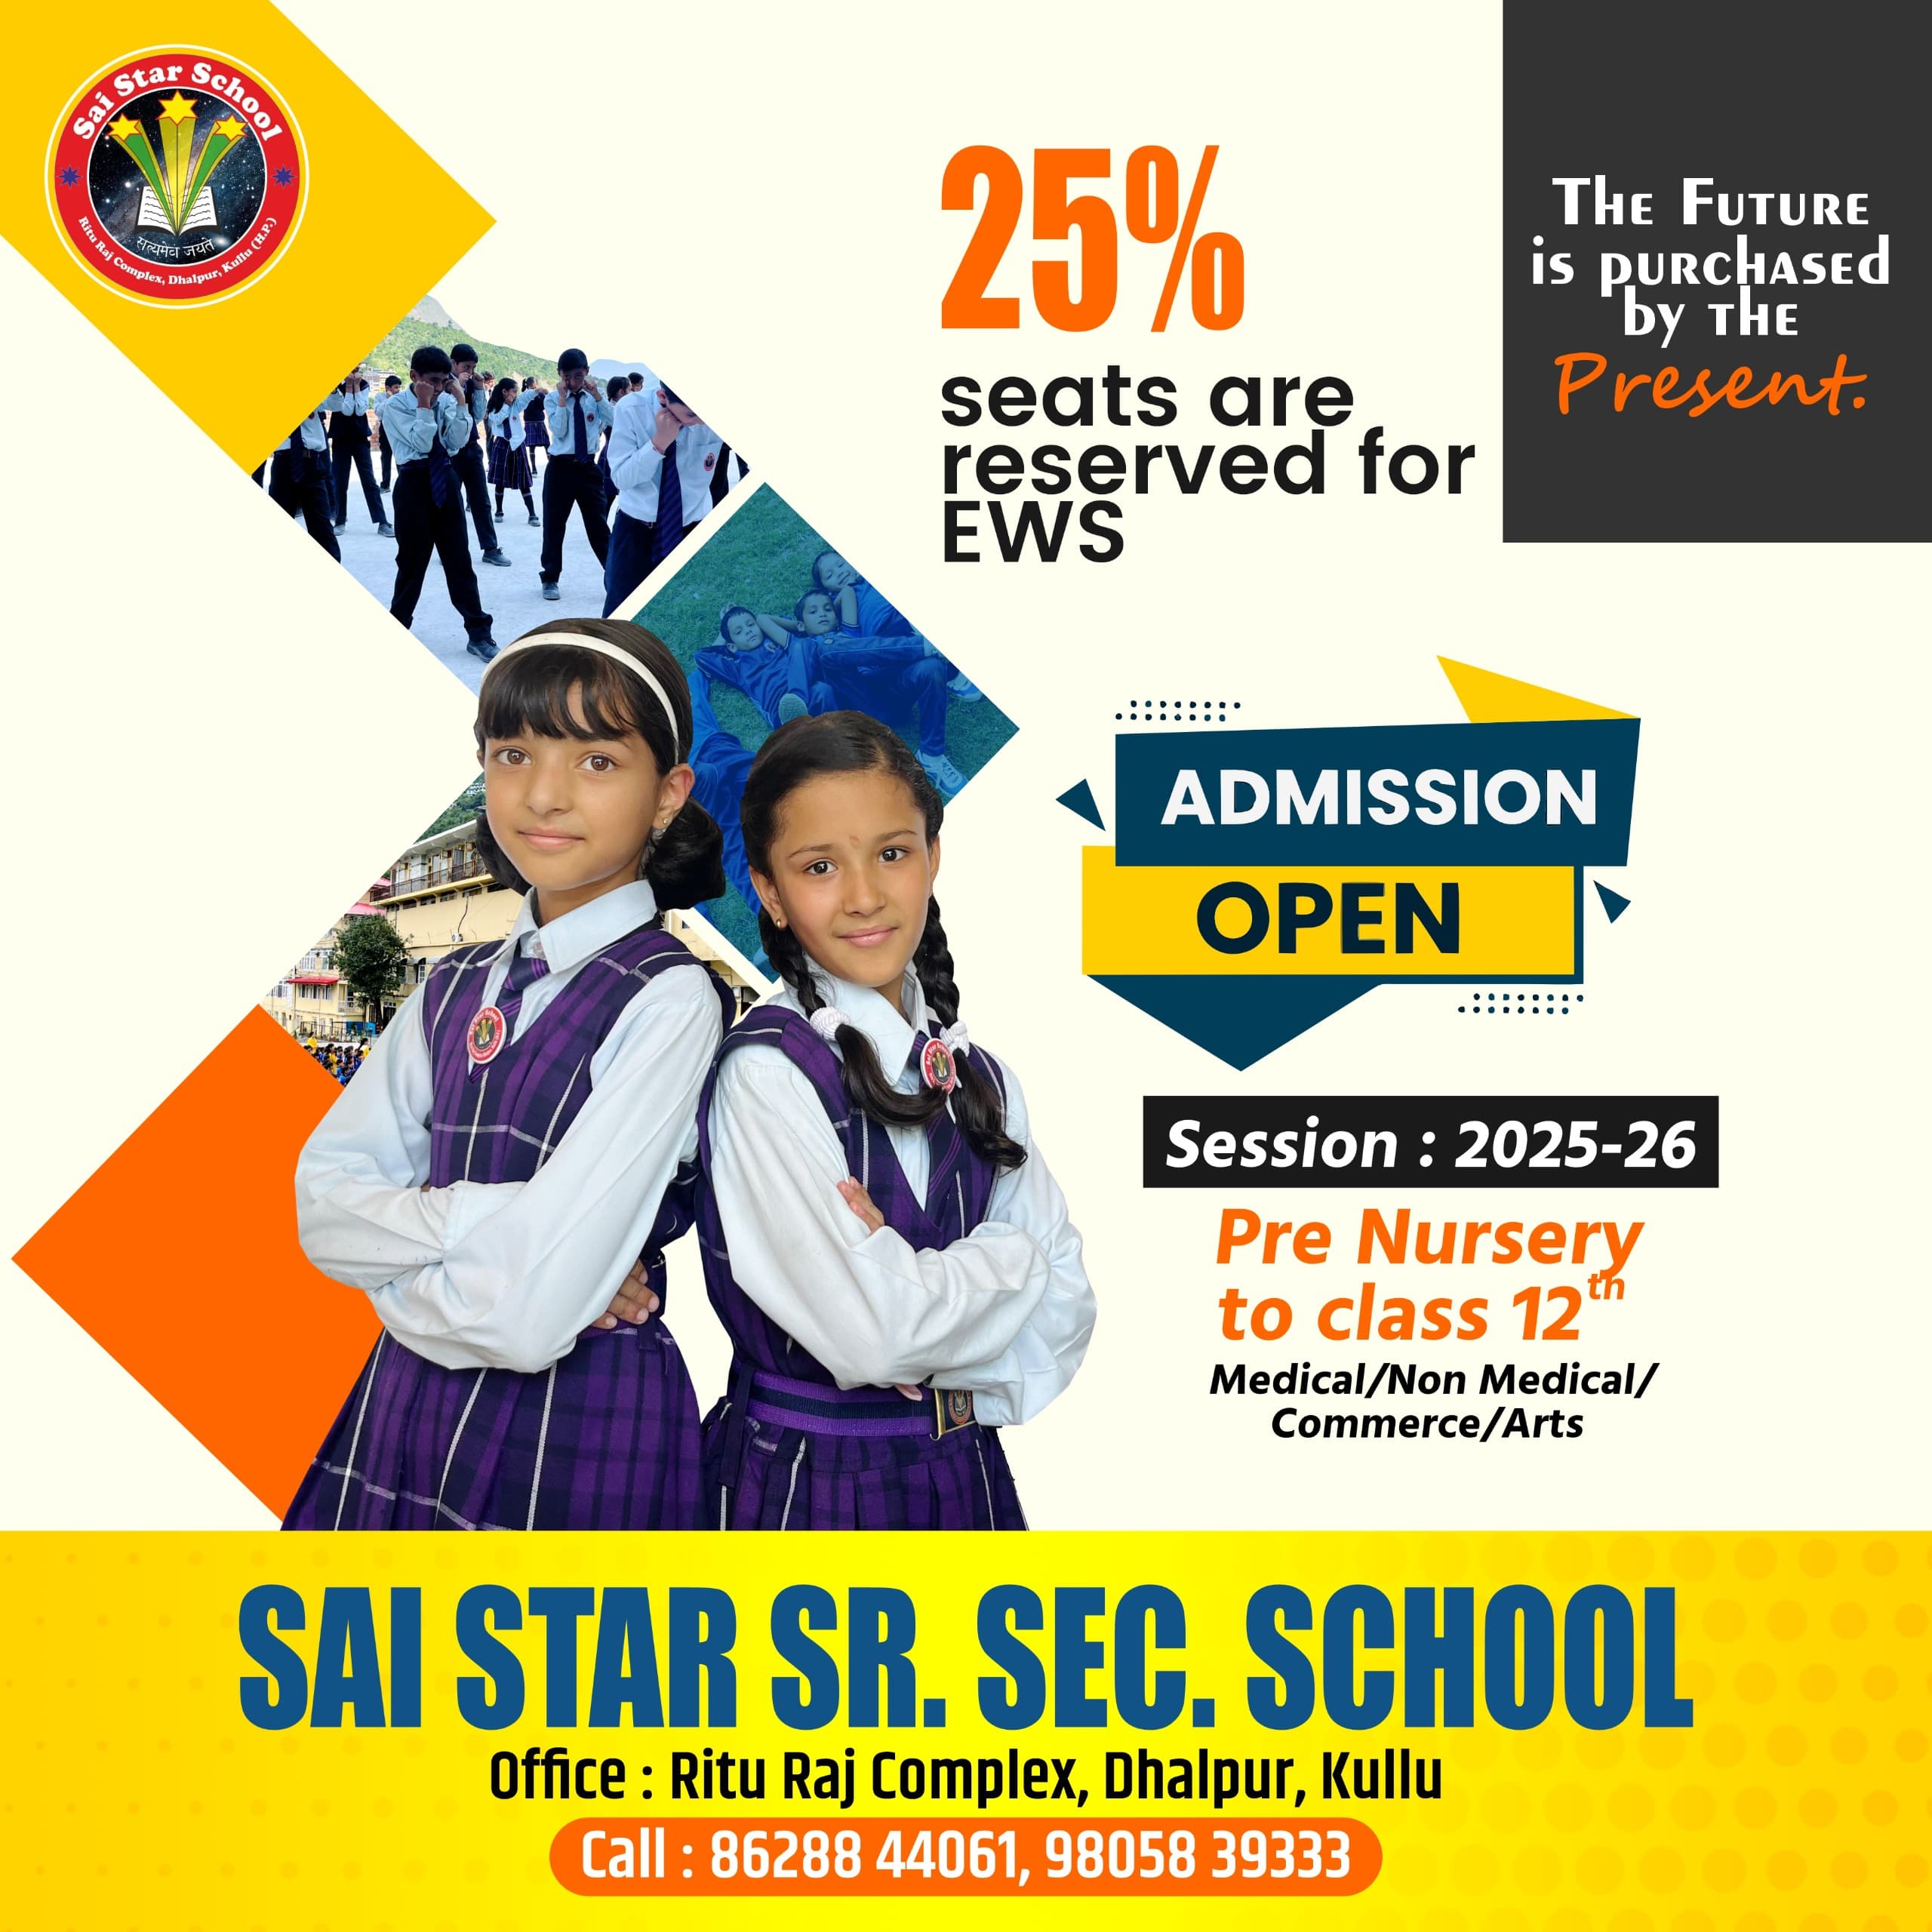 Sai Star School
सत्यमेव जयते
Ritu Raj Complex, Dhalpur, Kullu (H.P.)
25%
seats are
reserved for
EWS
The Future
is purchased
by the
Present.
ADMISSION
OPEN
Session : 2025-26
Pre Nursery
to class 12th
Medical/Non Medical/
Commerce/Arts
SAI STAR SR. SEC. SCHOOL
Office : Ritu Raj Complex, Dhalpur, Kullu
Call : 86288 44061, 98058 39333